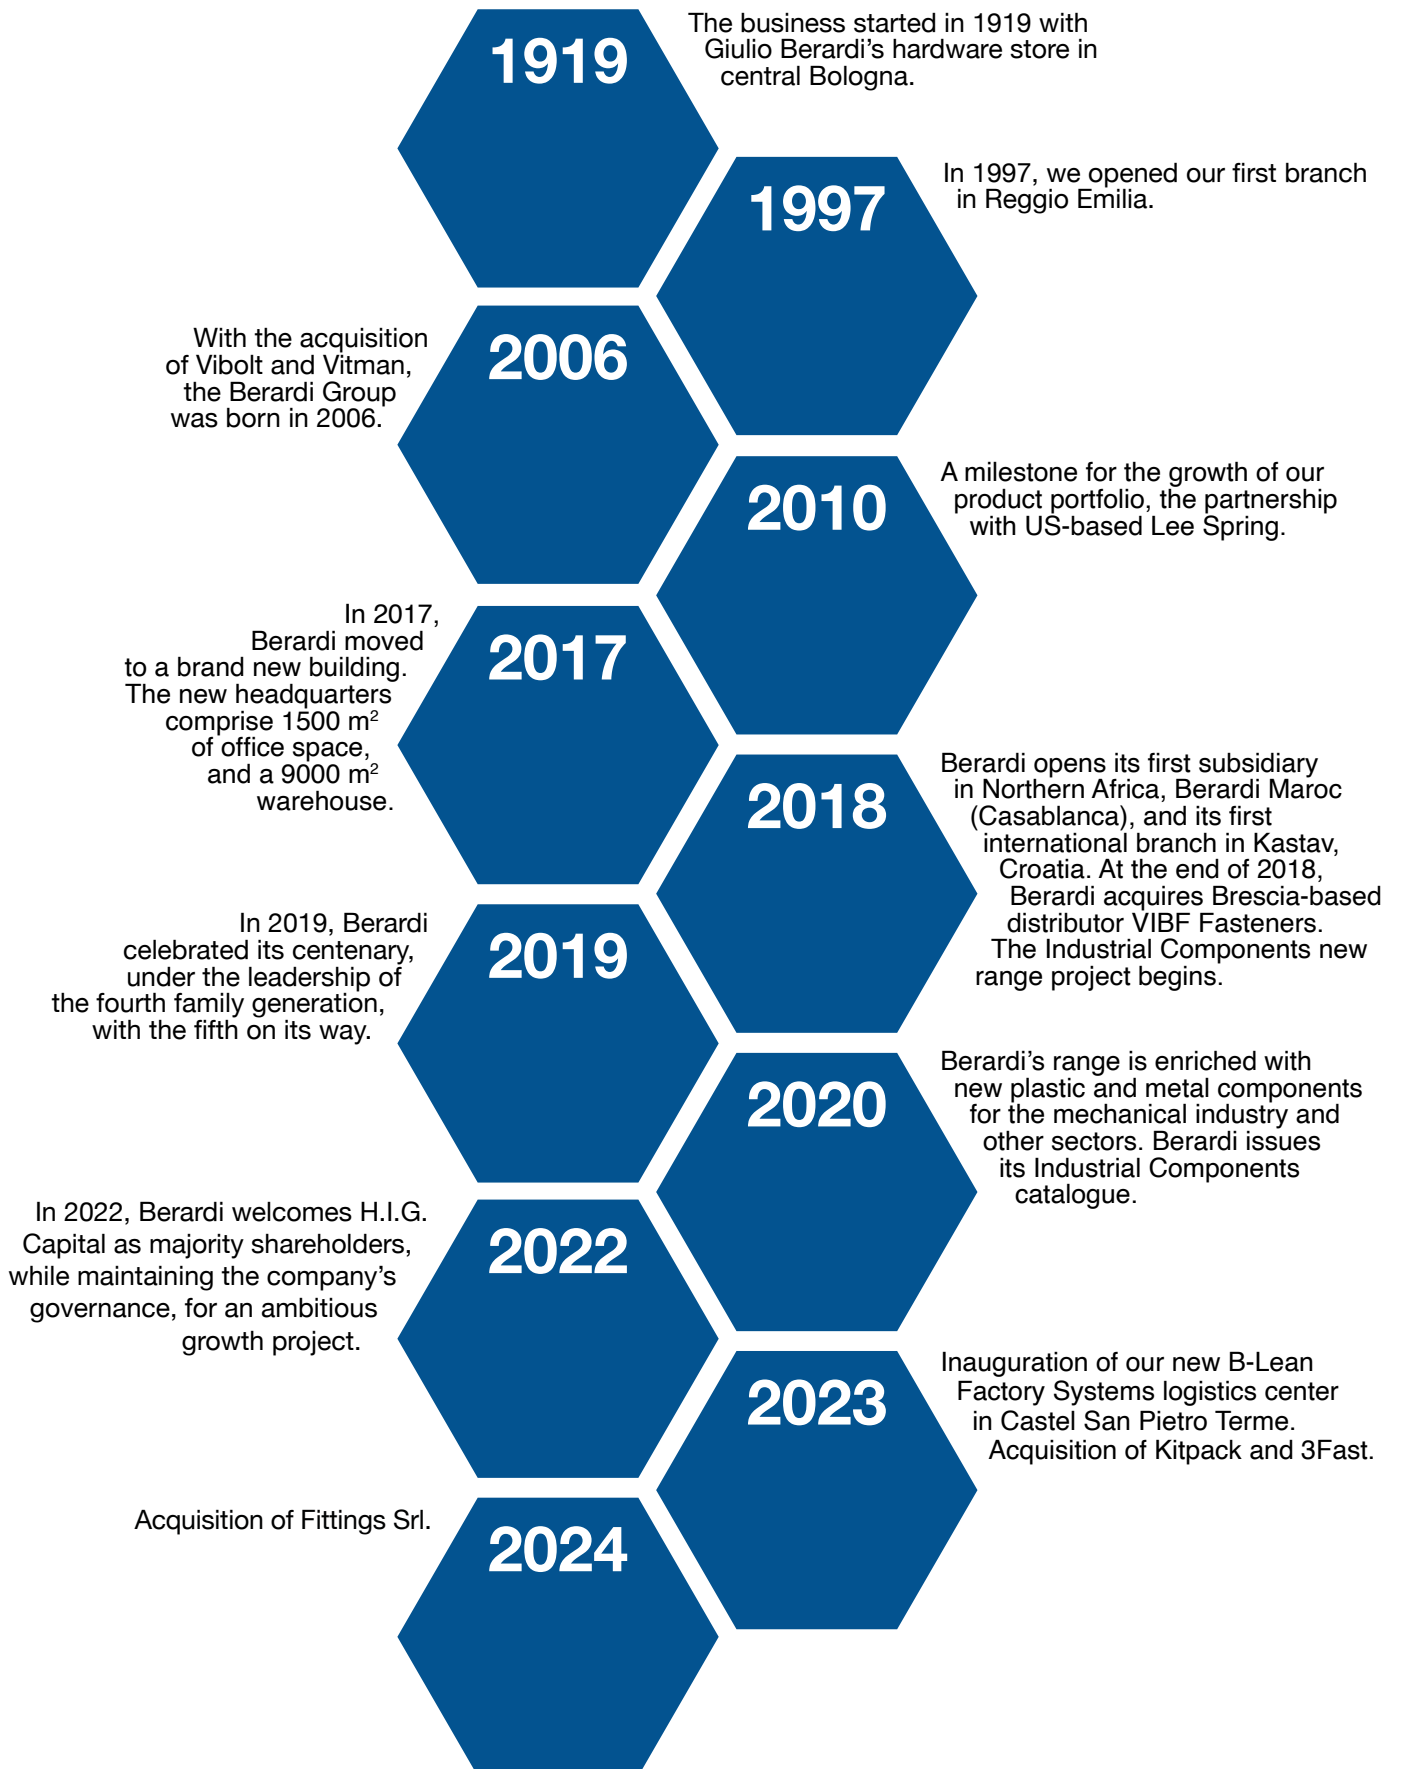 1919
The business started in 1919 with
Giulio Berardi’s hardware store in
central Bologna.
1997
In 1997, we opened our first branch
in Reggio Emilia.
2006
With the acquisition
of Vibolt and Vitman,
the Berardi Group
was born in 2006.
2010
A milestone for the growth of our
product portfolio, the partnership
with US-based Lee Spring.
2017
In 2017,
Berardi moved
to a brand new building.
The new headquarters
comprise 1500 m²
of office space,
and a 9000 m²
warehouse.
2018
Berardi opens its first subsidiary
in Northern Africa, Berardi Maroc
(Casablanca), and its first
international branch in Kastav,
Croatia. At the end of 2018,
Berardi acquires Brescia-based
distributor VIBF Fasteners.
The Industrial Components new
range project begins.
2019
In 2019, Berardi
celebrated its centenary,
under the leadership of
the fourth family generation,
with the fifth on its way.
2020
Berardi’s range is enriched with
new plastic and metal components
for the mechanical industry and
other sectors. Berardi issues
its Industrial Components
catalogue.
2022
In 2022, Berardi welcomes H.I.G.
Capital as majority shareholders,
while maintaining the company’s
governance, for an ambitious
growth project.
2023
Inauguration of our new B-Lean
Factory Systems logistics center
in Castel San Pietro Terme.
Acquisition of Kitpack and 3Fast.
2024
Acquisition of Fittings Srl.